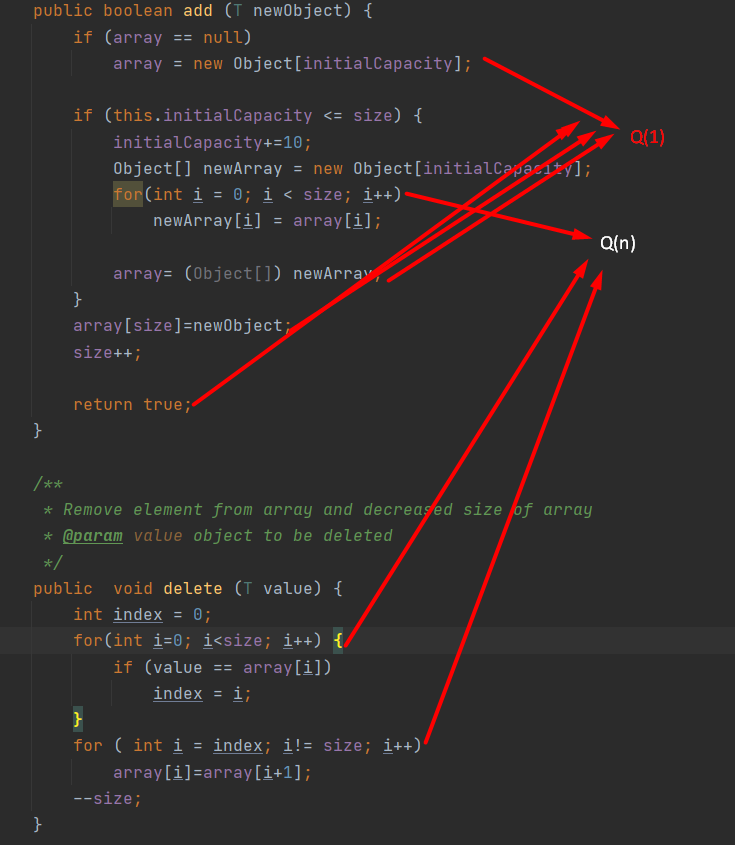 public boolean add (T newObject) {
if (array == null)
array = new Object[initialCapacity];
if (this.initialCapacity <= size) {
initialCapacity+=10;
Q(1)
Object[] newArray = new Object[initialCapacity];
for(int i = 0; i < size; i++)
newArray[i] = array[i];
Q(n)
array= (Object[]) newArray;
}
array[size]=newObject;
size++;
return true;
}
/**
* Remove element from array and decreased size of array
* @param value object to be deleted
*/
public  void delete (T value) {
int index = 0;
for(int i=0; i<size; i++) {
if (value == array[i])
index = i;
}
for ( int i = index; i!= size; i++)
array[i]=array[i+1];
--size;
}